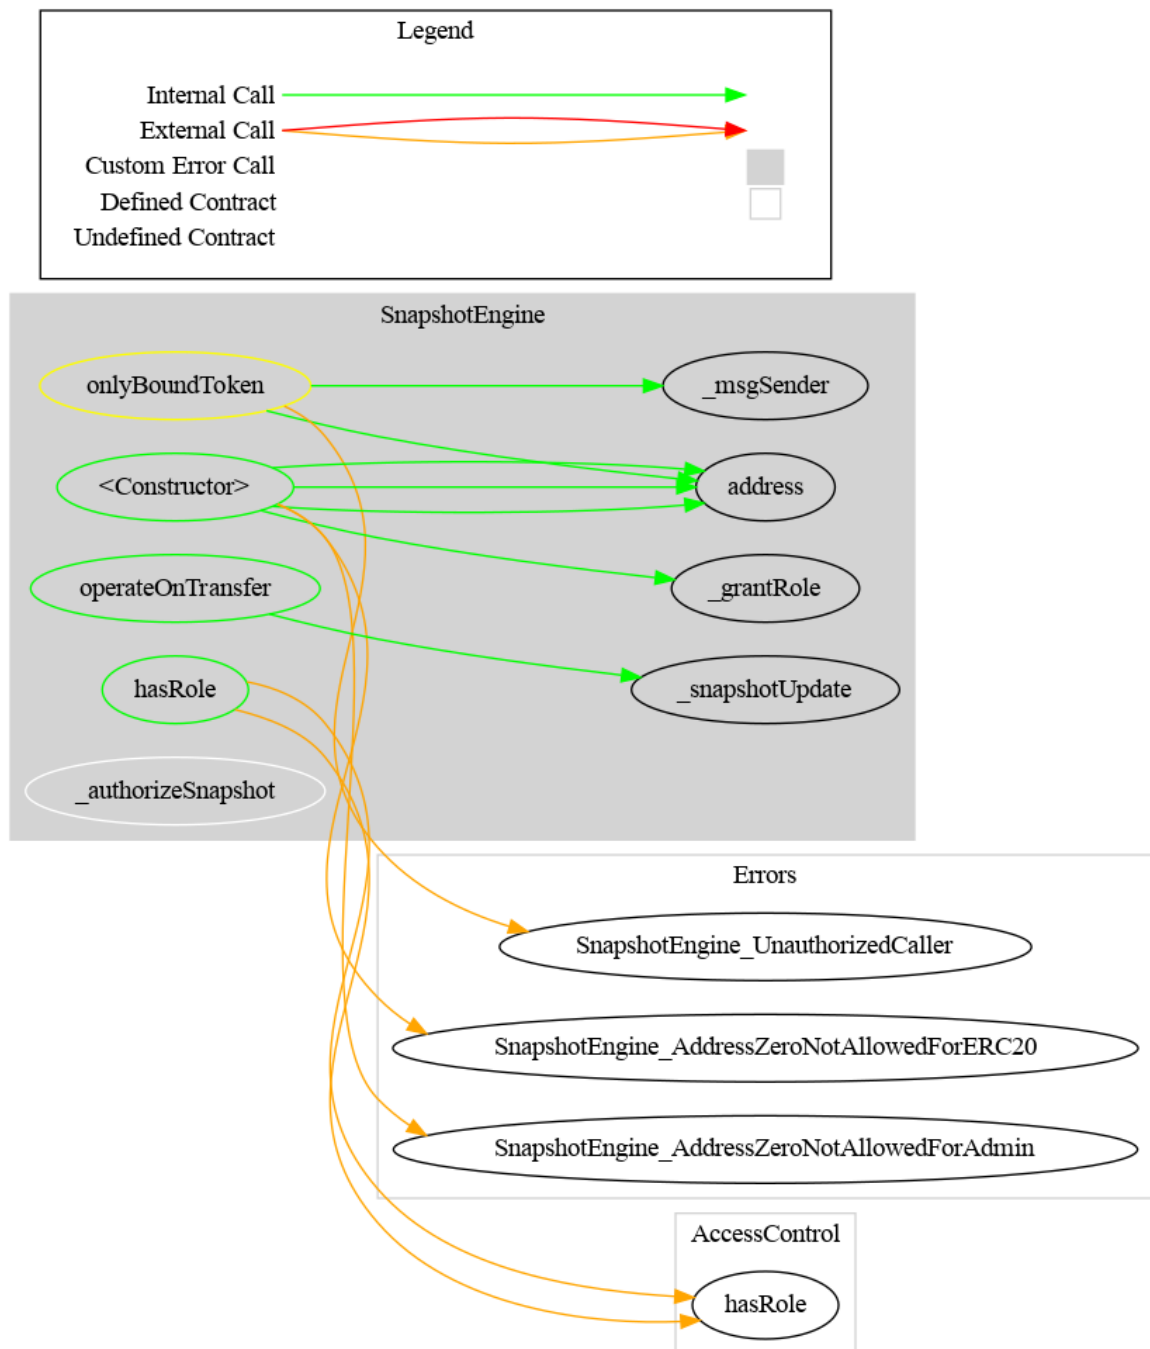 Legend
Internal Call
External Call
Custom Error Call
Defined Contract
Undefined Contract
SnapshotEngine
onlyBoundToken
_msgSender
<Constructor>
address
operateOnTransfer
_grantRole
hasRole
_snapshotUpdate
_authorizeSnapshot
Errors
SnapshotEngine_UnauthorizedCaller
SnapshotEngine_AddressZeroNotAllowedForERC20
SnapshotEngine_AddressZeroNotAllowedForAdmin
AccessControl
hasRole